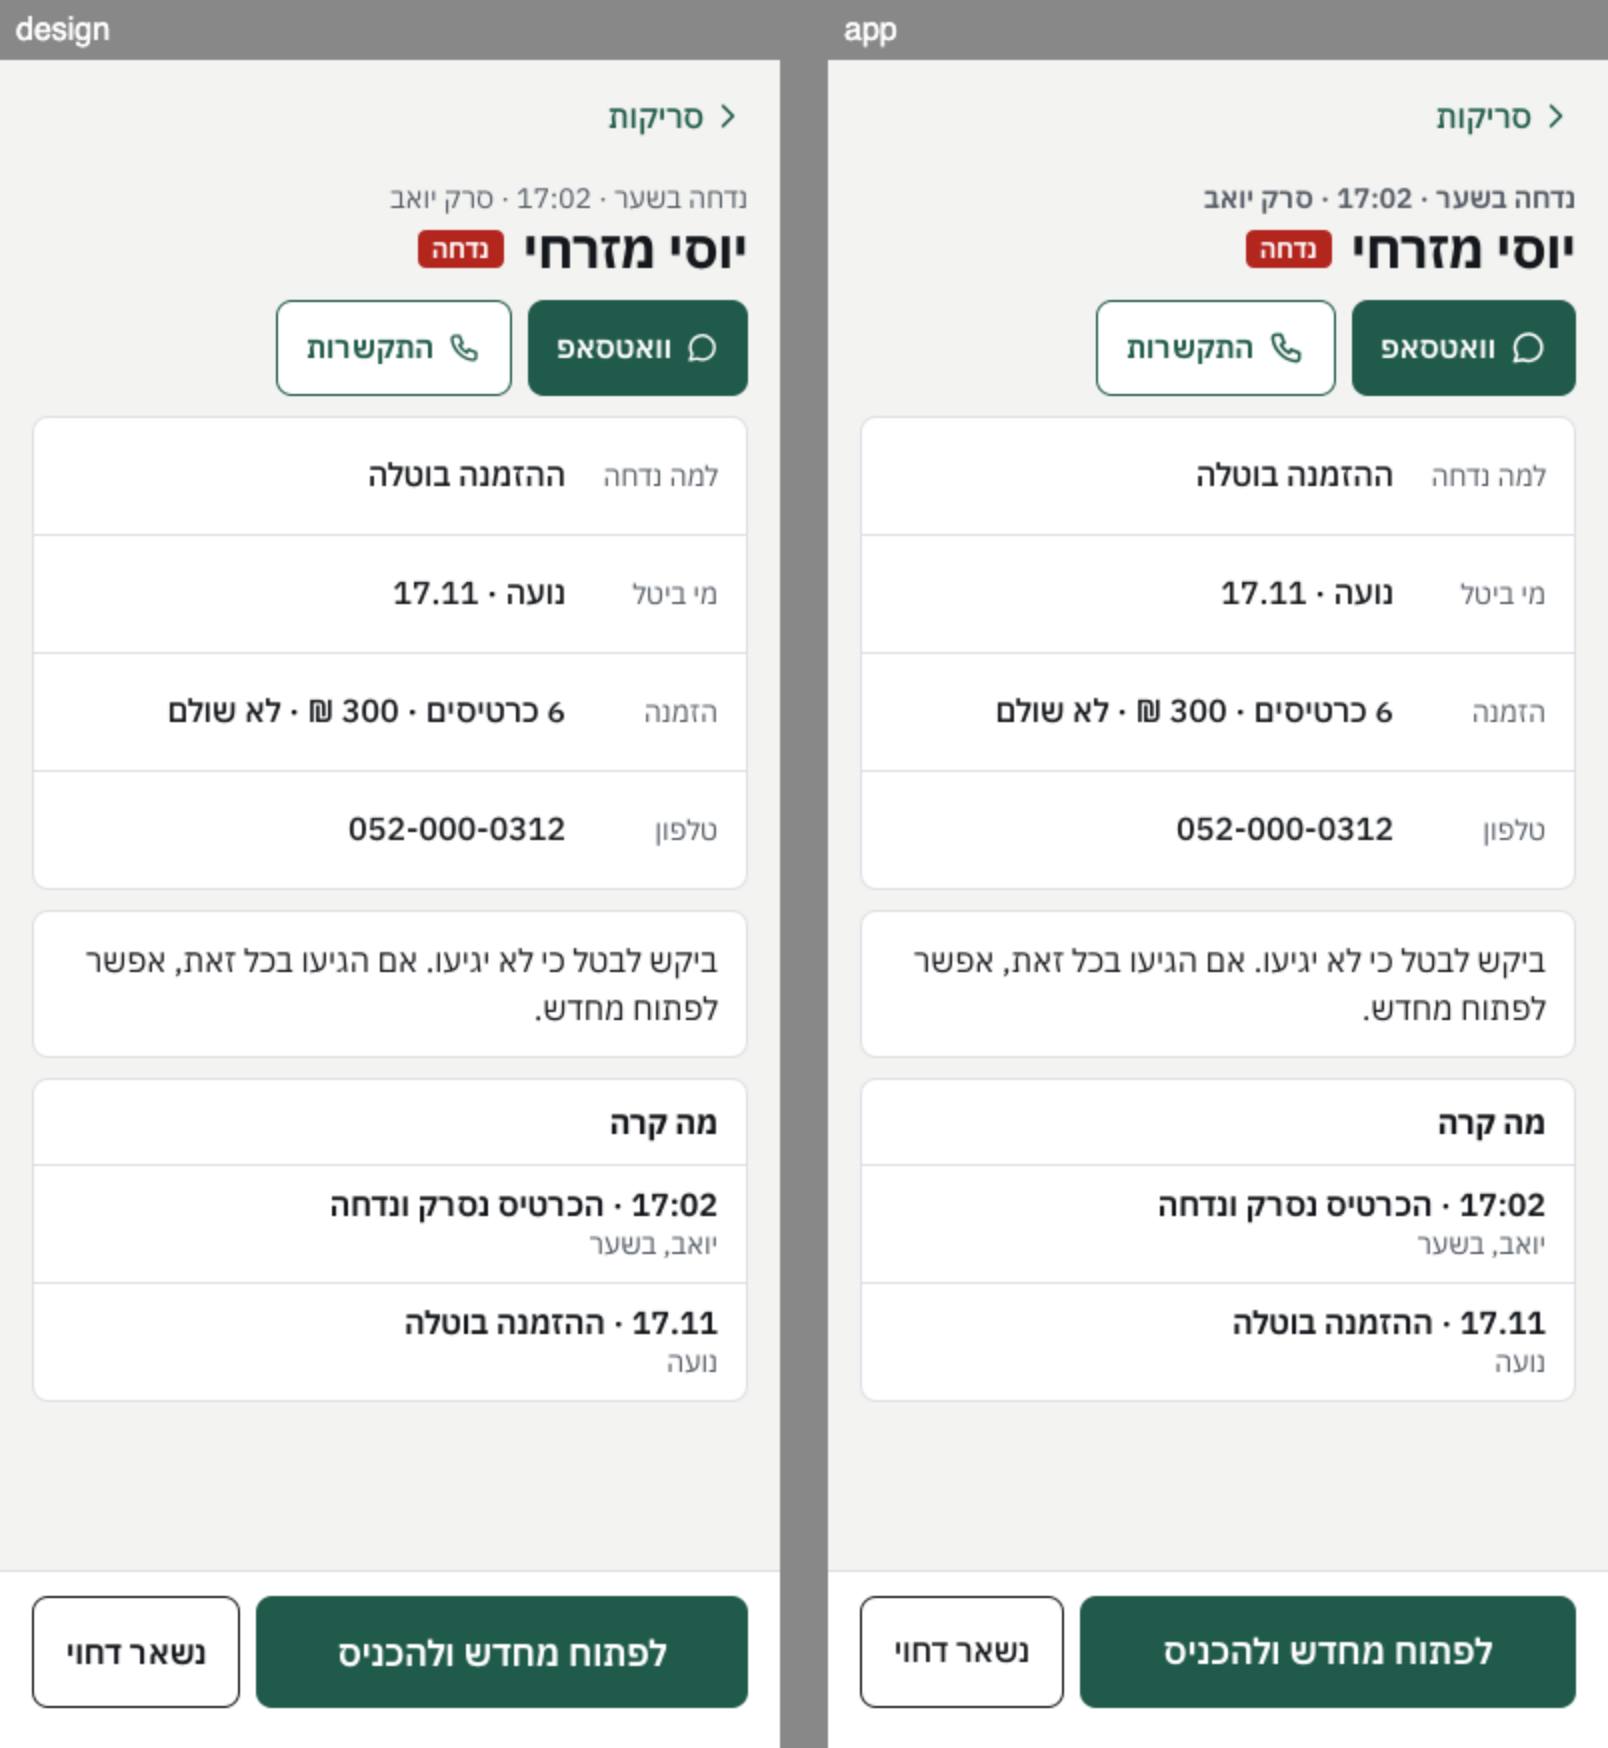 design
סריקות
נדחה בשער · 17:02 · סרק יואב
יוסי מזרחי נדחה
וואטסאפ התקשרות
למה נדחה ההזמנה בוטלה
מי ביטל נועה · 17.11
הזמנה 6 כרטיסים · 300 ₪ · לא שולם
טלפון 052-000-0312
ביקש לבטל כי לא יגיעו. אם הגיעו בכל זאת, אפשר
לפתוח מחדש.
מה קרה
17:02 · הכרטיס נסרק ונדחה
יואב, בשער
17.11 · ההזמנה בוטלה
נועה
לפתוח מחדש ולהכניס נשאר דחוי
app
סריקות
נדחה בשער · 17:02 · סרק יואב
יוסי מזרחי נדחה
וואטסאפ התקשרות
למה נדחה ההזמנה בוטלה
מי ביטל נועה · 17.11
הזמנה 6 כרטיסים · 300 ₪ · לא שולם
טלפון 052-000-0312
ביקש לבטל כי לא יגיעו. אם הגיעו בכל זאת, אפשר
לפתוח מחדש.
מה קרה
17:02 · הכרטיס נסרק ונדחה
יואב, בשער
17.11 · ההזמנה בוטלה
נועה
לפתוח מחדש ולהכניס נשאר דחוי